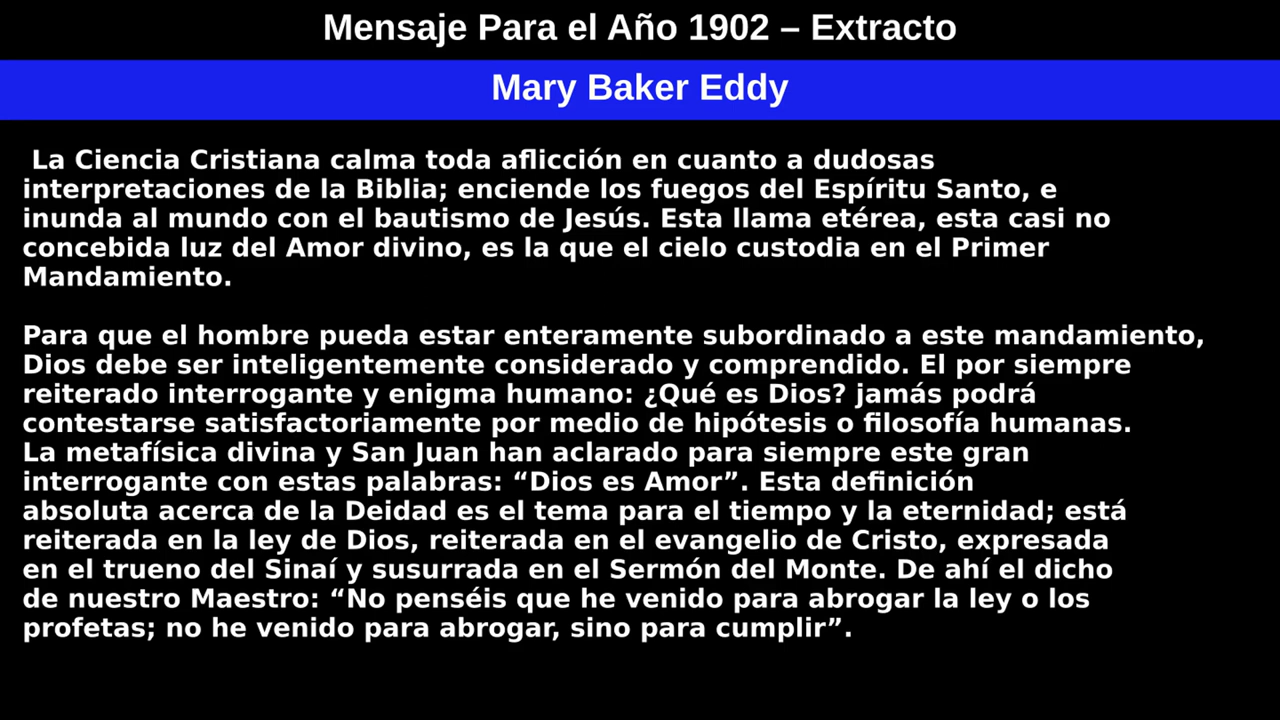 Mensaje Para el Año 1902 – Extracto
Mary Baker Eddy
La Ciencia Cristiana calma toda aflicción en cuanto a dudosas
interpretaciones de la Biblia; enciende los fuegos del Espíritu Santo, e
inunda al mundo con el bautismo de Jesús. Esta llama etérea, esta casi no
concebida luz del Amor divino, es la que el cielo custodia en el Primer
Mandamiento.
Para que el hombre pueda estar enteramente subordinado a este mandamiento,
Dios debe ser inteligentemente considerado y comprendido. El por siempre
reiterado interrogante y enigma humano: ¿Qué es Dios? jamás podrá
contestarse satisfactoriamente por medio de hipótesis o filosofía humanas.
La metafísica divina y San Juan han aclarado para siempre este gran
interrogante con estas palabras: “Dios es Amor”. Esta definición
absoluta acerca de la Deidad es el tema para el tiempo y la eternidad; está
reiterada en la ley de Dios, reiterada en el evangelio de Cristo, expresada
en el trueno del Sinaí y susurrada en el Sermón del Monte. De ahí el dicho
de nuestro Maestro: “No penséis que he venido para abrogar la ley o los
profetas; no he venido para abrogar, sino para cumplir”.